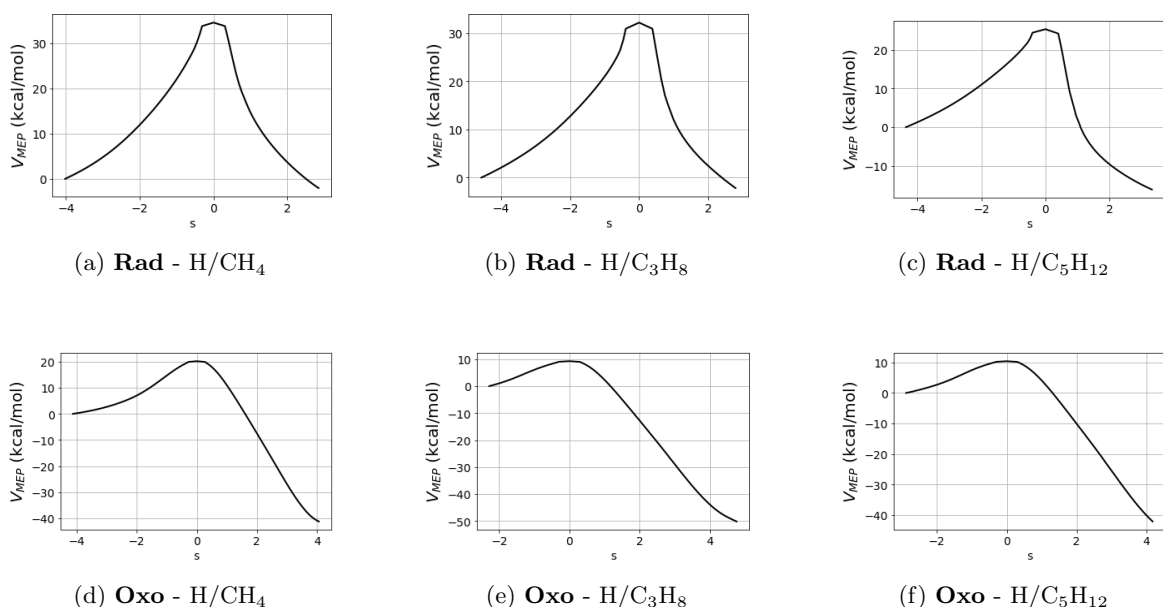 30
20
10
0
V_MEP (kcal/mol)
−4 −2 0 2
s
(a) Rad - H/CH₄
30
20
10
0
V_MEP (kcal/mol)
−4 −2 0 2
s
(b) Rad - H/C₃H₈
20
10
0
−10
V_MEP (kcal/mol)
−4 −2 0 2
s
(c) Rad - H/C₅H₁₂
20
10
0
−10
−20
−30
−40
V_MEP (kcal/mol)
−4 −2 0 2 4
s
(d) Oxo - H/CH₄
10
0
−10
−20
−30
−40
−50
V_MEP (kcal/mol)
−2 0 2 4
s
(e) Oxo - H/C₃H₈
10
0
−10
−20
−30
−40
V_MEP (kcal/mol)
−2 0 2 4
s
(f) Oxo - H/C₅H₁₂